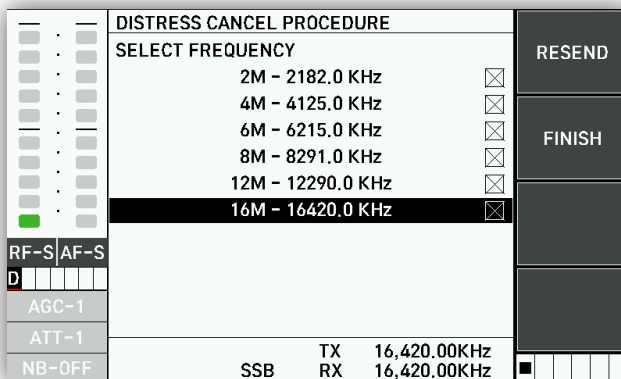 DISTRESS CANCEL PROCEDURE
SELECT FREQUENCY
2M - 2182.0 KHz
4M - 4125.0 KHz
6M - 6215.0 KHz
8M - 8291.0 KHz
12M - 12290.0 KHz
16M - 16420.0 KHz
RESEND
FINISH
RF-S AF-S
D
AGC-1
ATT-1
NB-OFF
TX 16,420.00KHz
SSB RX 16,420.00KHz